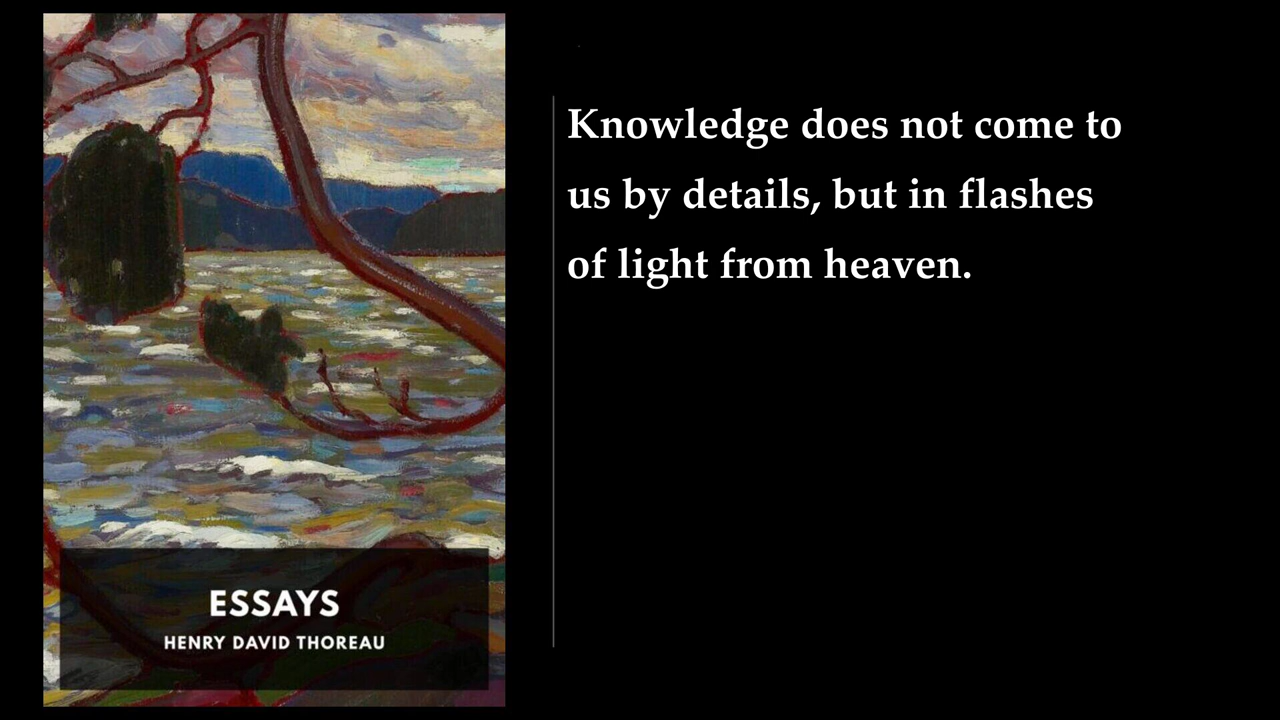 Knowledge does not come to
us by details, but in flashes
of light from heaven.
ESSAYS
HENRY DAVID THOREAU